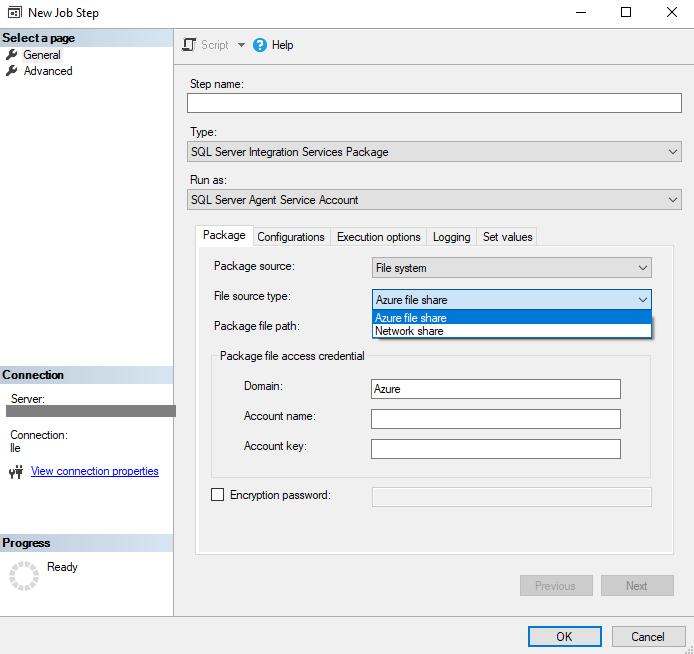 New Job Step
Select a page
General
Advanced
Script
Help
Step name:
Type:
SQL Server Integration Services Package
Run as:
SQL Server Agent Service Account
Package Configurations Execution options Logging Set values
Package source: File system
File source type: Azure file share
Azure file share
Network share
Package file path:
Package file access credential
Domain: Azure
Account name:
Account key:
Encryption password:
Connection
Server:
Connection:
lle
View connection properties
Progress
Ready
Previous Next
OK Cancel